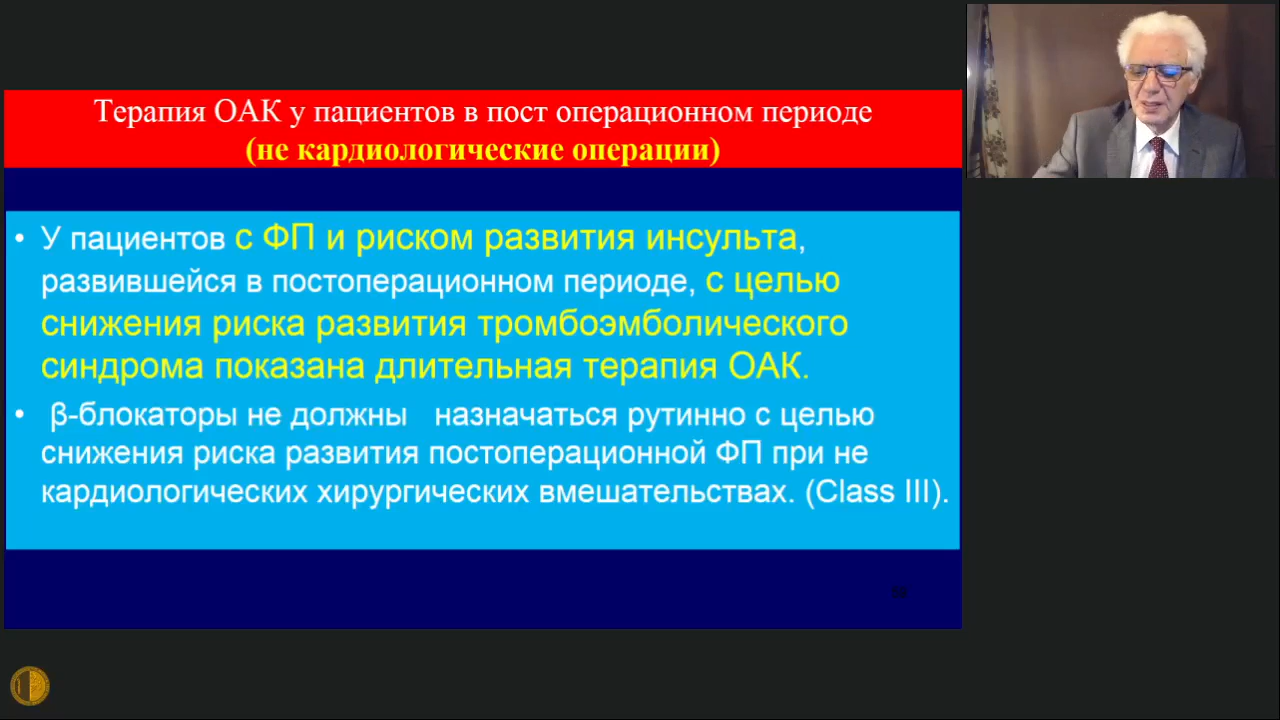 Терапия ОАК у пациентов в пост операционном периоде
(не кардиологические операции)
• У пациентов с ФП и риском развития инсульта,
развившейся в постоперационном периоде, с целью
снижения риска развития тромбоэмболического
синдрома показана длительная терапия ОАК.
• β-блокаторы не должны назначаться рутинно с целью
снижения риска развития постоперационной ФП при не
кардиологических хирургических вмешательствах. (Class III).